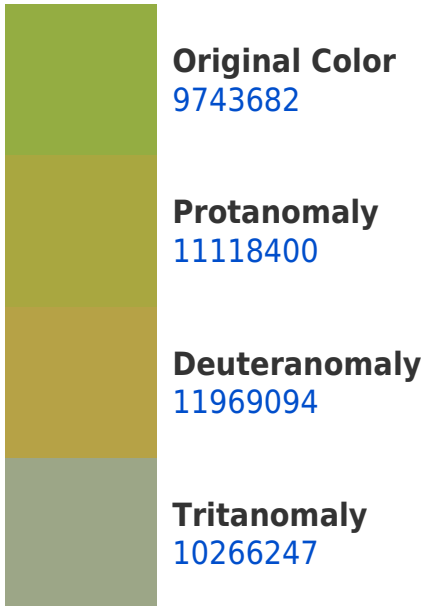 Original Color
9743682
Protanomaly
11118400
Deuteranomaly
11969094
Tritanomaly
10266247